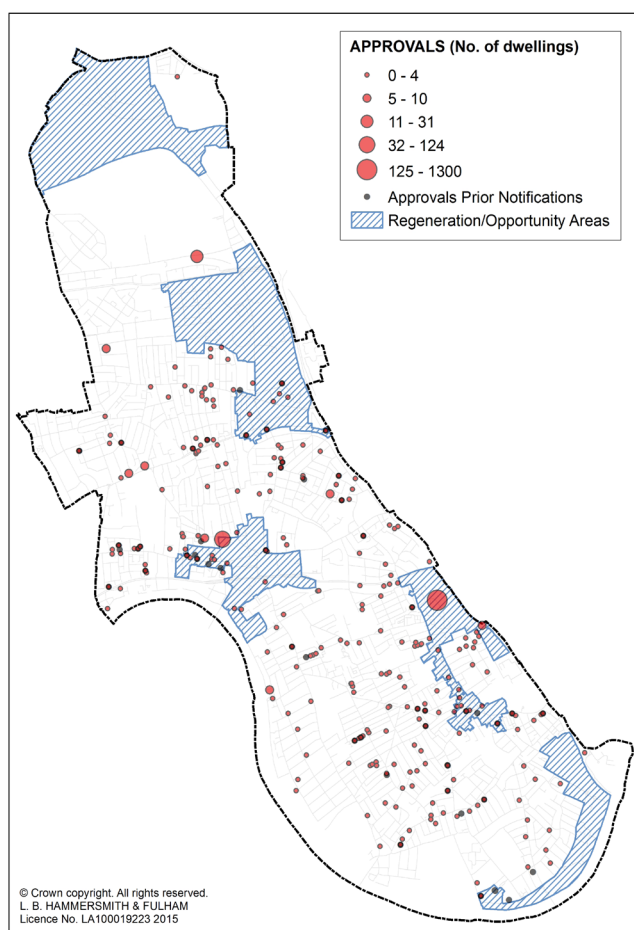 APPROVALS (No. of dwellings)
0 - 4
5 - 10
11 - 31
32 - 124
125 - 1300
Approvals Prior Notifications
Regeneration/Opportunity Areas
© Crown copyright. All rights reserved.
L. B. HAMMERSMITH & FULHAM
Licence No. LA100019223 2015